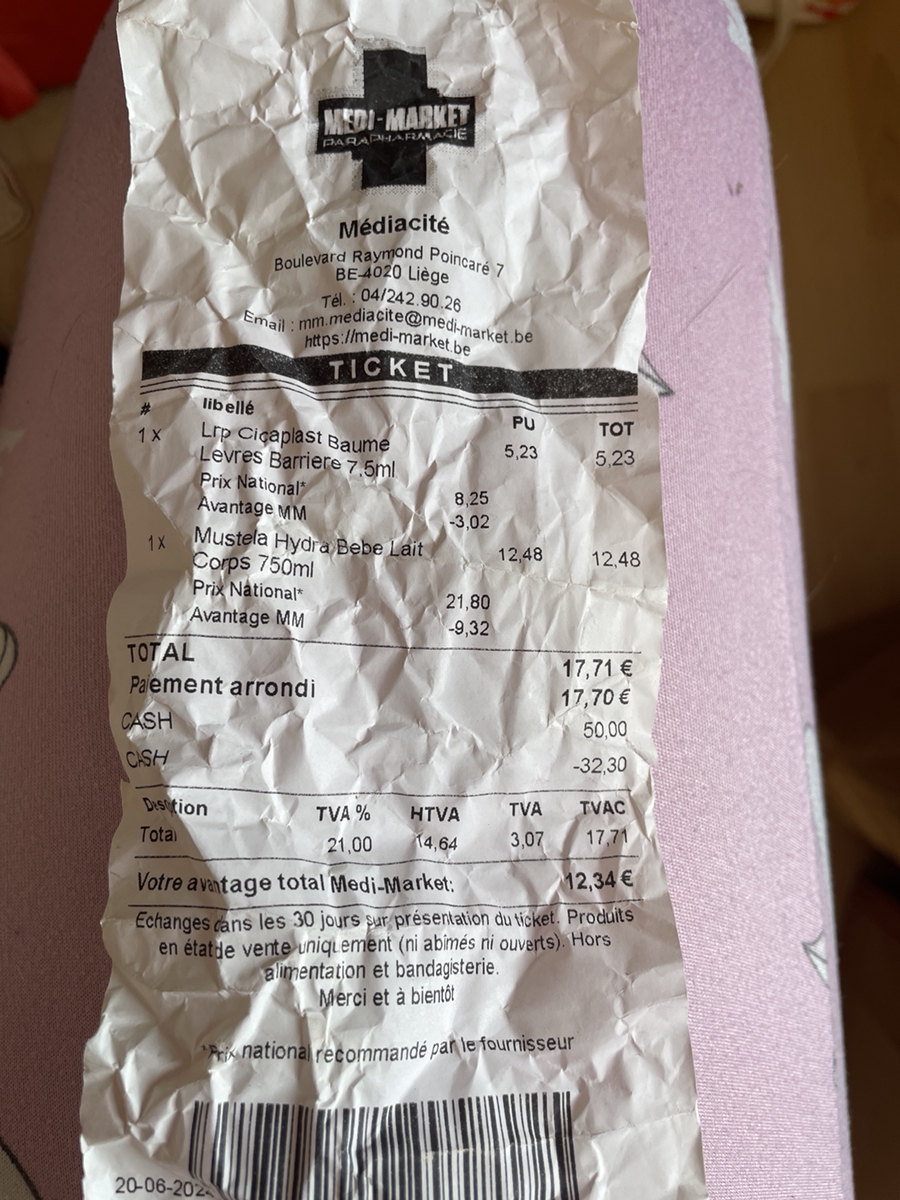 MEDI-MARKET
PARAPHARMACIE
Médiacité
Boulevard Raymond Poincaré 7
BE-4020 Liège
Tél. : 04/242.90.26
Email : mm.mediacite@medi-market.be
https://medi-market.be
TICKET
# libellé PU TOT
1 x Lrp Cicaplast Baume 5,23 5,23
Levres Barriere 7.5ml
Prix National* 8,25
Avantage MM -3,02
1x Mustela Hydra Bebe Lait 12,48 12,48
Corps 750ml
Prix National* 21,80
Avantage MM -9,32
TOTAL 17,71 €
Paiement arrondi 17,70 €
CASH 50,00
CASH -32,30
TVA % HTVA TVA TVAC
Total 21,00 14,64 3,07 17,71
Votre avantage total Medi-Market: 12,34 €
Echanges dans les 30 jours sur présentation du ticket. Produits
en état de vente uniquement (ni abimés ni ouverts). Hors
alimentation et bandagisterie.
Merci et à bientôt
*Prix national recommandé par le fournisseur